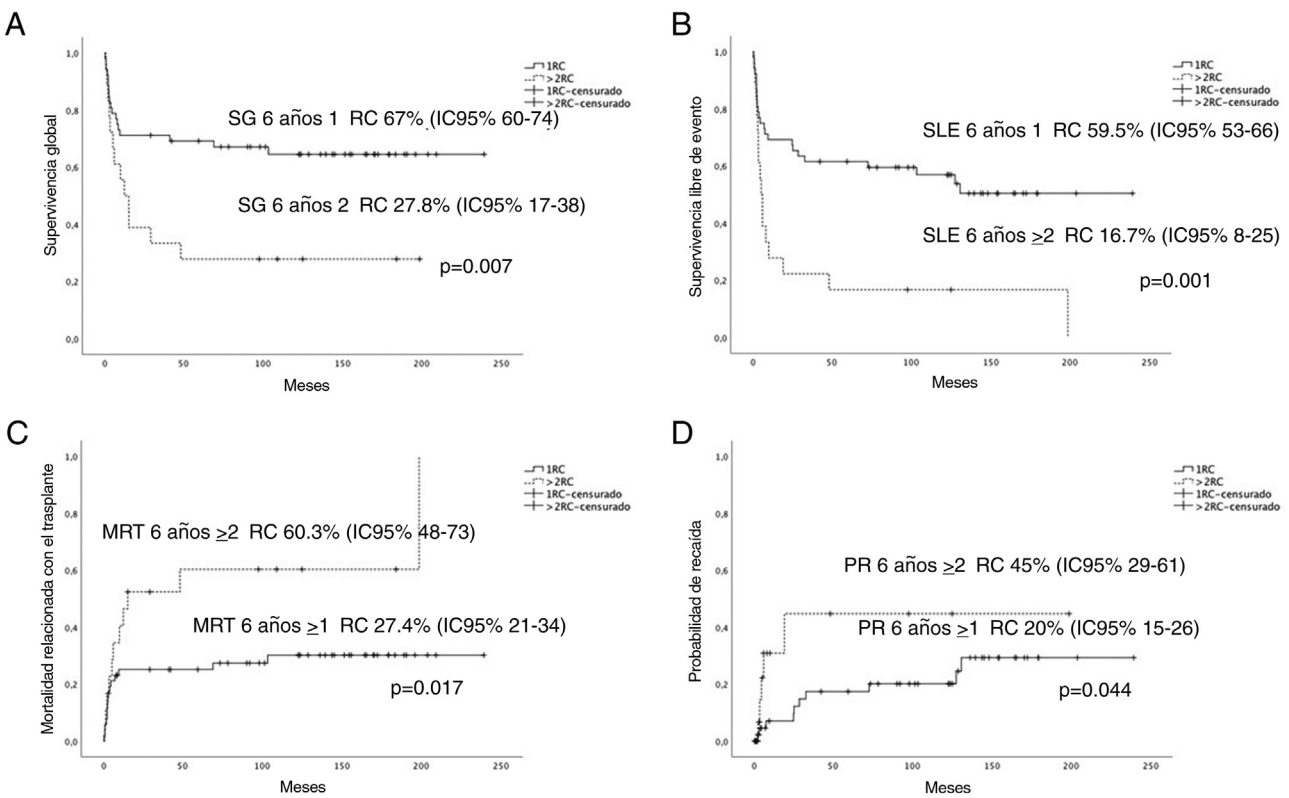 A
Supervivencia global
1,0
0,8
0,6
0,4
0,2
0,0
1RC
>2RC
1RC-censurado
>2RC-censurado
SG 6 años 1 RC 67% (IC95% 60-74)
SG 6 años 2 RC 27.8% (IC95% 17-38)
p=0.007
0 50 100 150 200 250
Meses
B
Supervivencia libre de evento
1,0
0,8
0,6
0,4
0,2
0,0
1RC
>2RC
1RC-censurado
>2RC-censurado
SLE 6 años 1 RC 59.5% (IC95% 53-66)
SLE 6 años ≥2 RC 16.7% (IC95% 8-25)
p=0.001
0 50 100 150 200 250
Meses
C
Mortalidad relacionada con el trasplante
1,0
0,8
0,6
0,4
0,2
0,0
1RC
>2RC
1RC-censurado
>2RC-censurado
MRT 6 años ≥2 RC 60.3% (IC95% 48-73)
MRT 6 años ≥1 RC 27.4% (IC95% 21-34)
p=0.017
0 50 100 150 200 250
Meses
D
Probabilidad de recaída
1,0
0,8
0,6
0,4
0,2
0,0
1RC
>2RC
1RC-censurado
>2RC-censurado
PR 6 años ≥2 RC 45% (IC95% 29-61)
PR 6 años ≥1 RC 20% (IC95% 15-26)
p=0.044
0 50 100 150 200 250
Meses